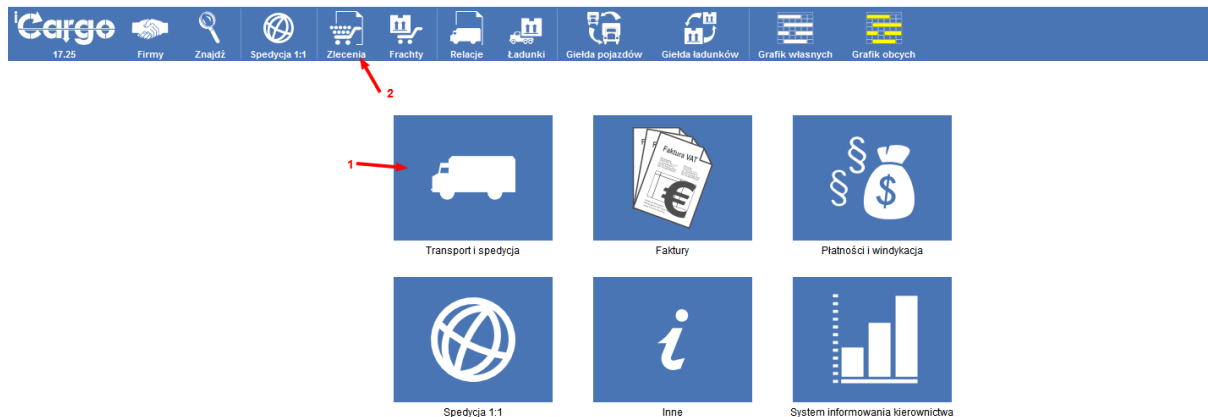 iCargo
17.25 Firmy Znajdź Spedycja 1:1 Zlecenia Frachty Relacje Ładunki Giełda pojazdów Giełda ładunków Grafik własnych Grafik obcych
2
1
Faktura VAT
§
§
$
€
Transport i spedycja Faktury Płatności i windykacja
i
Spedycja 1:1 Inne System informowania kierownictwa